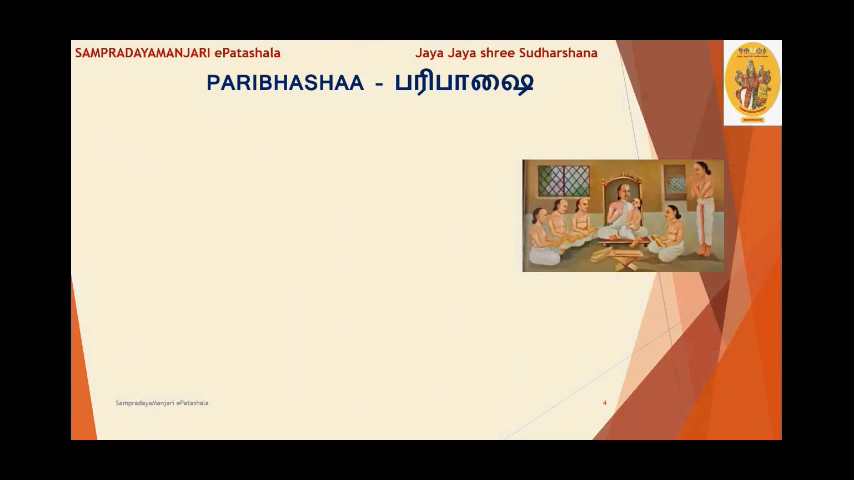 SAMPRADAYAMANJARI ePatashala
Jaya Jaya shree Sudharshana
PARIBHASHAA - பரிபாஷை
SampradayaManjari ePatashala
4